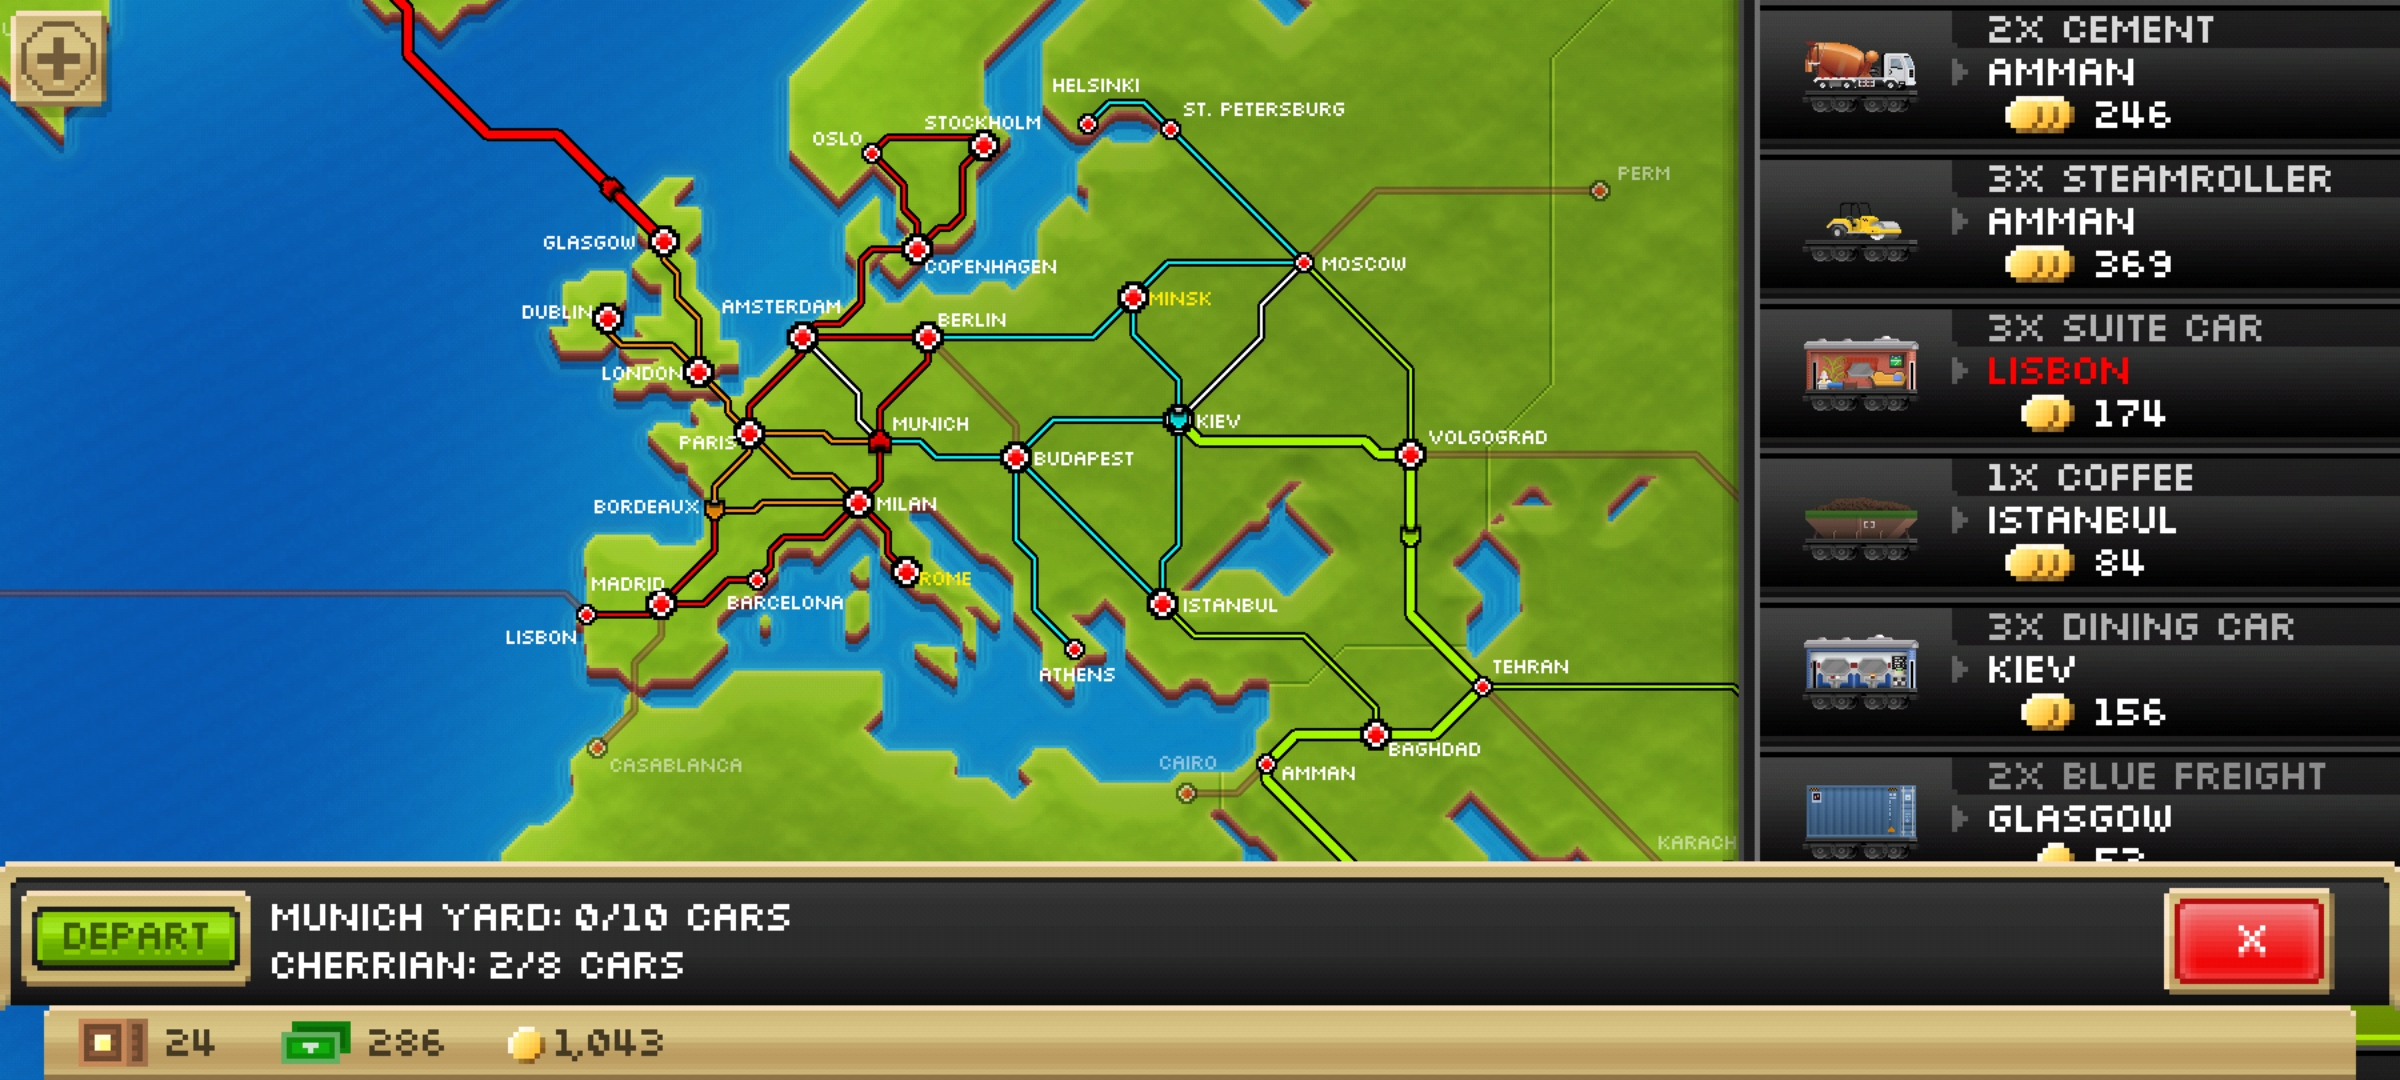 HELSINKI
ST. PETERSBURG
STOCKHOLM
OSLO
PERM
GLASGOW
COPENHAGEN
MOSCOW
MINSK
DUBLIN
AMSTERDAM
BERLIN
LONDON
MUNICH
KIEV
PARIS
VOLGOGRAD
BUDAPEST
BORDEAUX
MILAN
MADRID
ROME
BARCELONA
ISTANBUL
LISBON
ATHENS
TEHRAN
CASABLANCA
CAIRO
BAGHDAD
AMMAN
KARACH
2X CEMENT
AMMAN
246
3X STEAMROLLER
AMMAN
369
3X SUITE CAR
LISBON
174
1X COFFEE
ISTANBUL
84
3X DINING CAR
KIEV
156
2X BLUE FREIGHT
GLASGOW
DEPART
MUNICH YARD: 0/10 CARS
CHERRIAN: 2/8 CARS
X
24
286
1,043